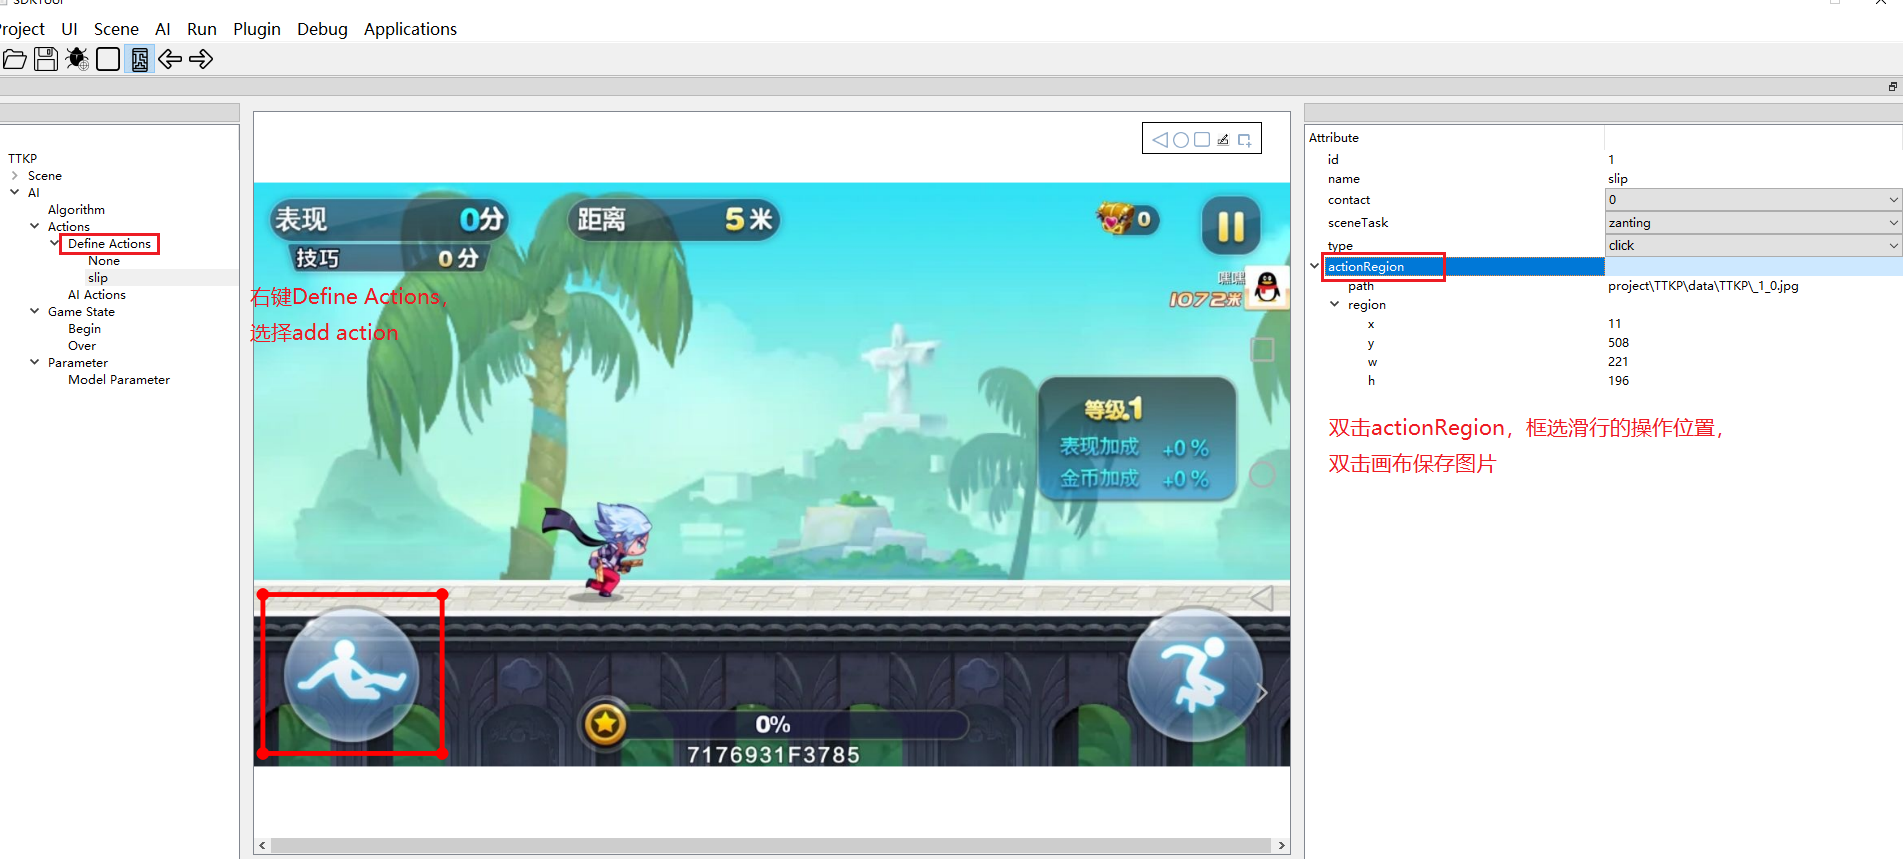 SDKTool
Project UI Scene AI Run Plugin Debug Applications
TTKP
Scene
AI
Algorithm
Actions
Define Actions
None
slip
AI Actions
Game State
Begin
Over
Parameter
Model Parameter
右键Define Actions，
选择add action
表现 0分
距离 5米
0
技巧 0分
嘿嘿
1072米
等级.1
表现加成 +0 %
金币加成 +0 %
0%
7176931F3785
Attribute
id 1
name slip
contact 0
sceneTask zanting
type click
actionRegion
path project\TTKP\data\TTKP\_1_0.jpg
region
x 11
y 508
w 221
h 196
双击actionRegion，框选滑行的操作位置，
双击画布保存图片